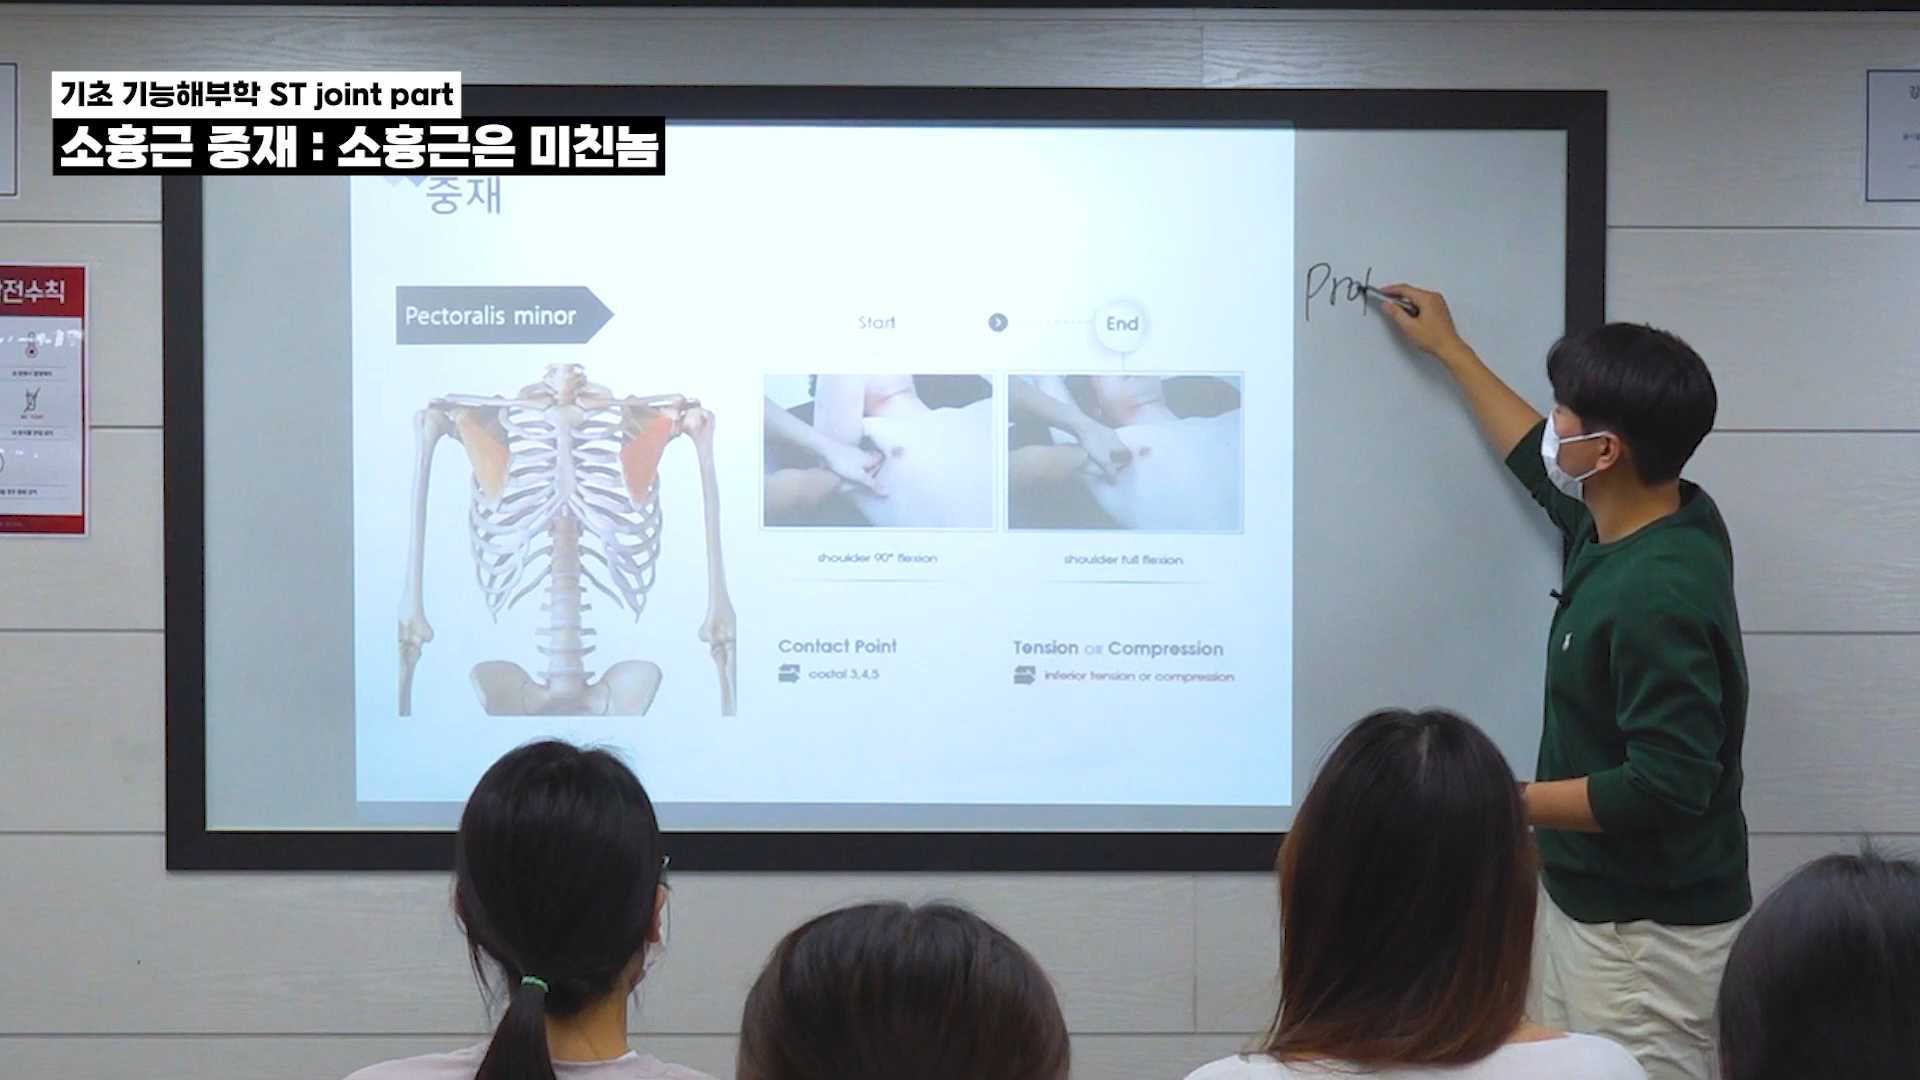 기초 기능해부학 ST joint part
소흉근 중재 : 소흉근은 미친놈
중재
Pectoralis minor
Start
End
shoulder 90° flexion
shoulder full flexion
Contact Point
costal 3,4,5
Tension OR Compression
inferior tension or compression
Prot
전수칙